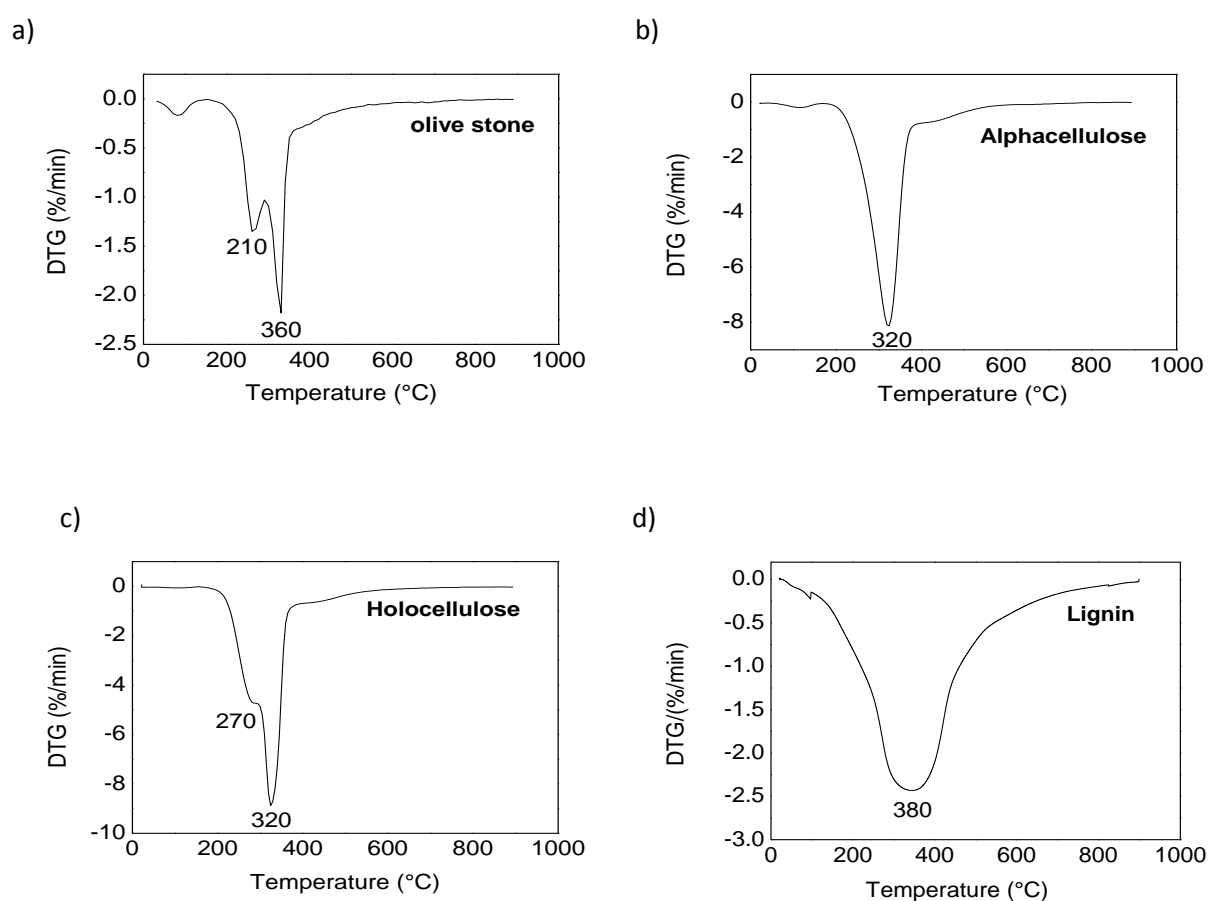 a)
0.0
-0.5
-1.0
-1.5
-2.0
-2.5
DTG (%/min)
olive stone
210
360
0 200 400 600 800 1000
Temperature (°C)
b)
0
-2
-4
-6
-8
DTG (%/min)
Alphacellulose
320
0 200 400 600 800 1000
Temperature (°C)
c)
0
-2
-4
-6
-8
-10
DTG (%/min)
Holocellulose
270
320
0 200 400 600 800 1000
Temperature (°C)
d)
0.0
-0.5
-1.0
-1.5
-2.0
-2.5
-3.0
DTG/(%/min)
Lignin
380
0 200 400 600 800 1000
Temperature (°C)